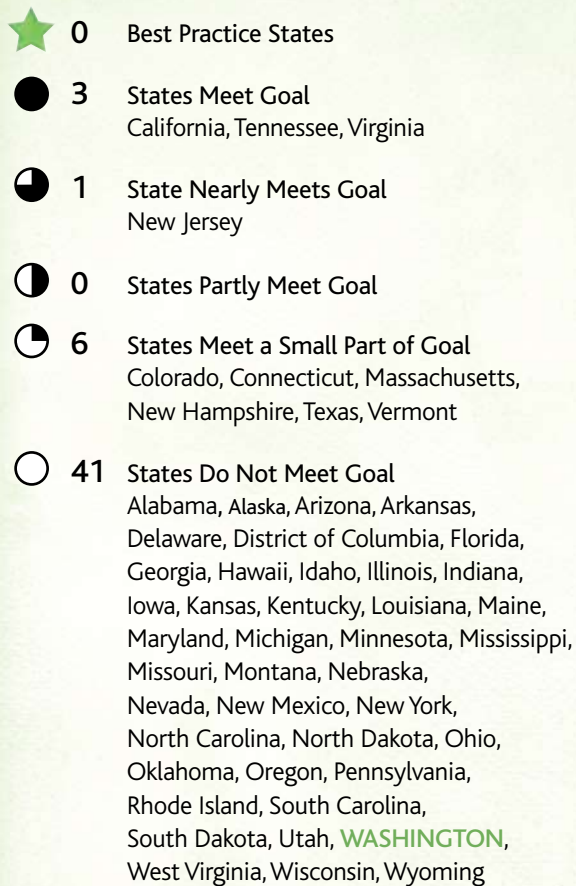 0 Best Practice States
3 States Meet Goal
California, Tennessee, Virginia
1 State Nearly Meets Goal
New Jersey
0 States Partly Meet Goal
6 States Meet a Small Part of Goal
Colorado, Connecticut, Massachusetts,
New Hampshire, Texas, Vermont
41 States Do Not Meet Goal
Alabama, Alaska, Arizona, Arkansas,
Delaware, District of Columbia, Florida,
Georgia, Hawaii, Idaho, Illinois, Indiana,
Iowa, Kansas, Kentucky, Louisiana, Maine,
Maryland, Michigan, Minnesota, Mississippi,
Missouri, Montana, Nebraska,
Nevada, New Mexico, New York,
North Carolina, North Dakota, Ohio,
Oklahoma, Oregon, Pennsylvania,
Rhode Island, South Carolina,
South Dakota, Utah, WASHINGTON,
West Virginia, Wisconsin, Wyoming